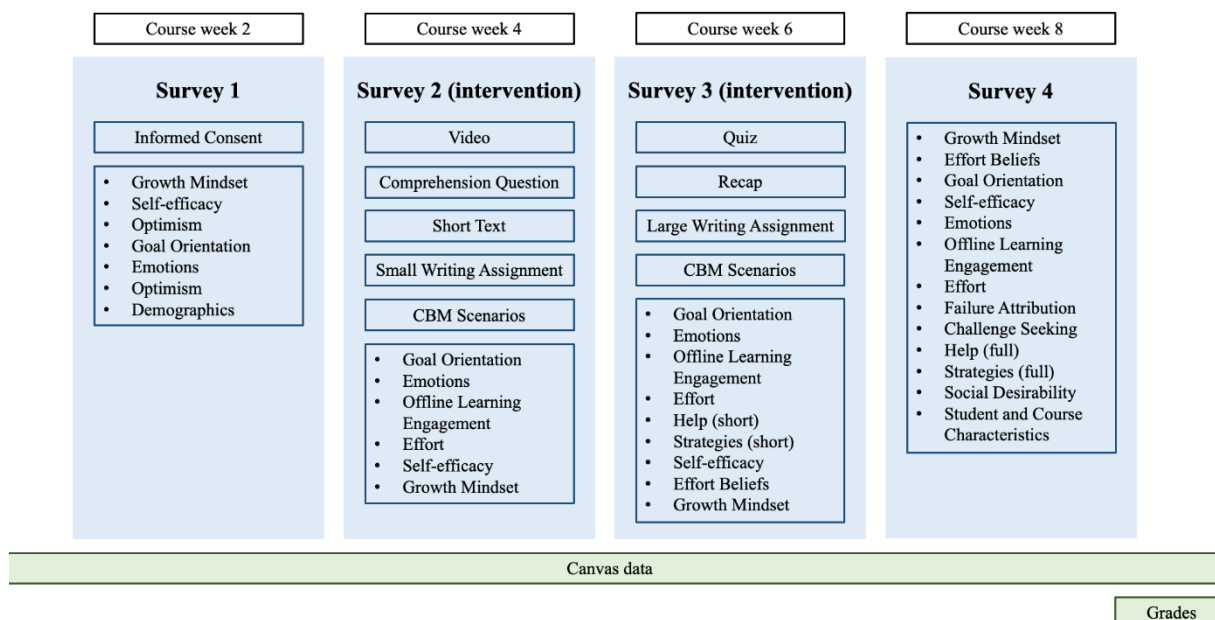 Course week 2
Course week 4
Course week 6
Course week 8
Survey 1
Informed Consent
• Growth Mindset
• Self-efficacy
• Optimism
• Goal Orientation
• Emotions
• Optimism
• Demographics
Survey 2 (intervention)
Video
Comprehension Question
Short Text
Small Writing Assignment
CBM Scenarios
• Goal Orientation
• Emotions
• Offline Learning
Engagement
• Effort
• Self-efficacy
• Growth Mindset
Survey 3 (intervention)
Quiz
Recap
Large Writing Assignment
CBM Scenarios
• Goal Orientation
• Emotions
• Offline Learning
Engagement
• Effort
• Help (short)
• Strategies (short)
• Self-efficacy
• Effort Beliefs
• Growth Mindset
Survey 4
• Growth Mindset
• Effort Beliefs
• Goal Orientation
• Self-efficacy
• Emotions
• Offline Learning
Engagement
• Effort
• Failure Attribution
• Challenge Seeking
• Help (full)
• Strategies (full)
• Social Desirability
• Student and Course
Characteristics
Canvas data
Grades